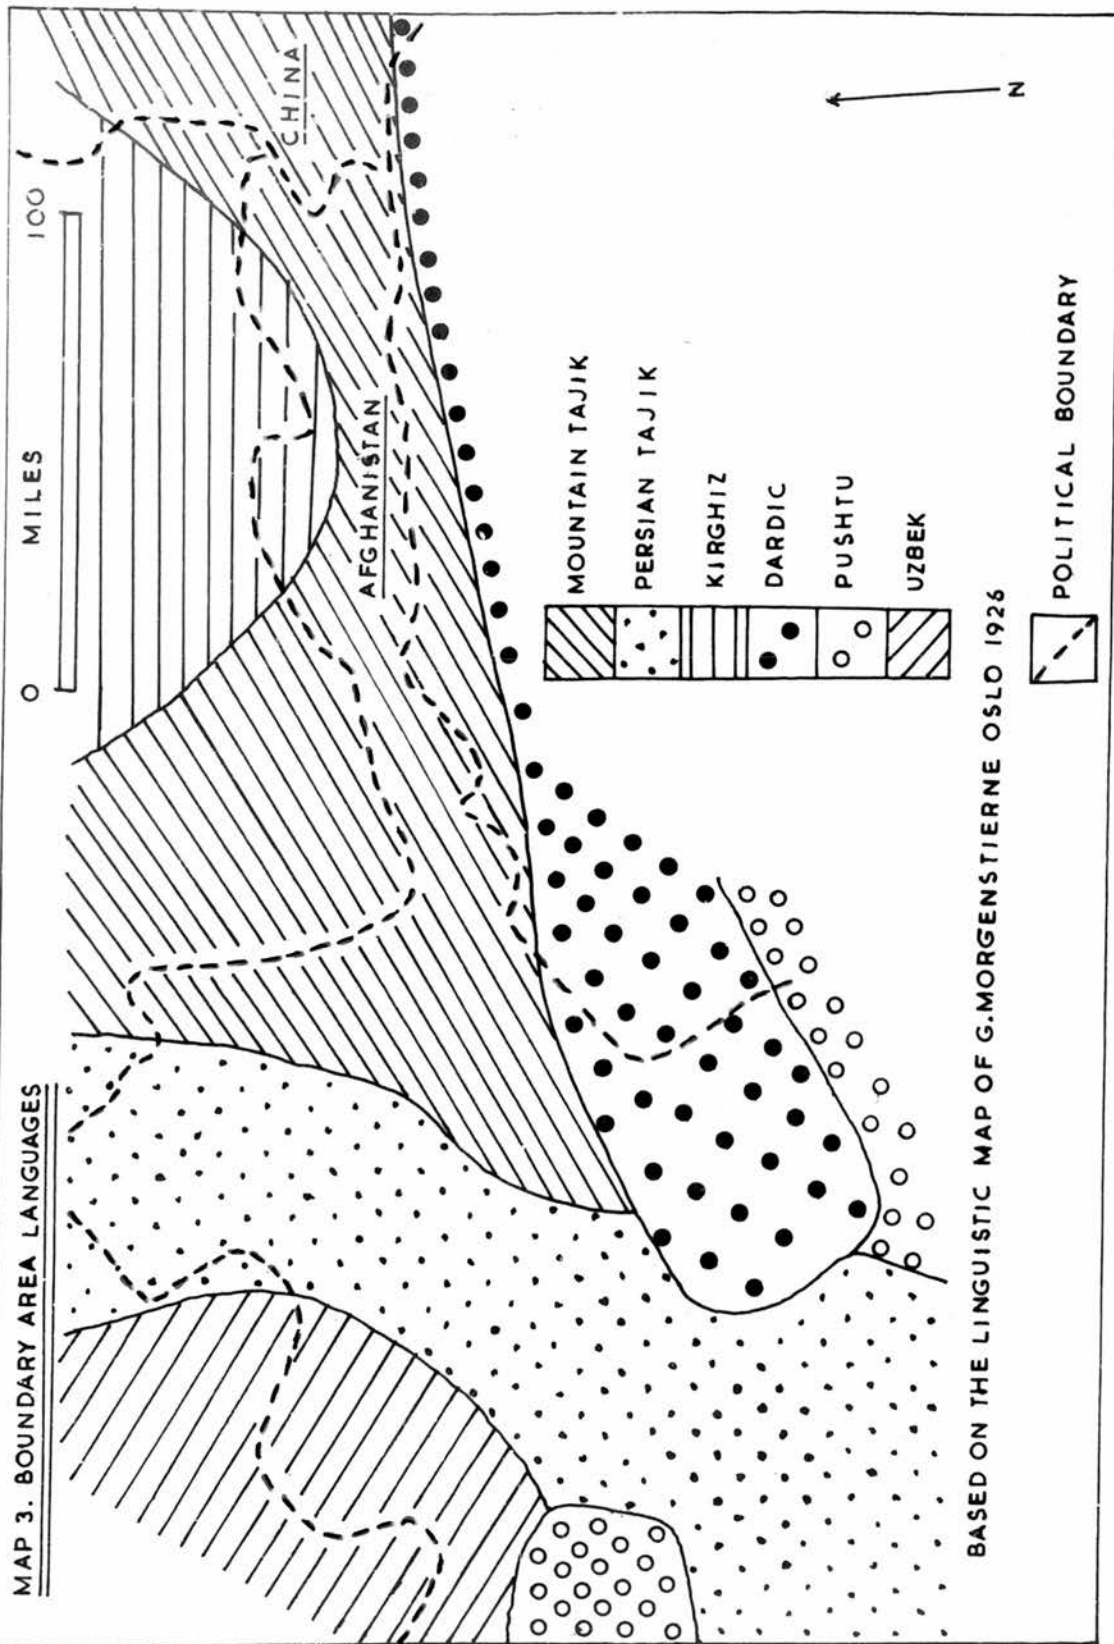 MAP 3. BOUNDARY AREA LANGUAGES
0 MILES 100
CHINA
AFGHANISTAN
MOUNTAIN TAJIK
PERSIAN TAJIK
KIRGHIZ
DARDIC
PUSHTU
UZBEK
POLITICAL BOUNDARY
N
BASED ON THE LINGUISTIC MAP OF G.MORGENSTIERNE OSLO 1926